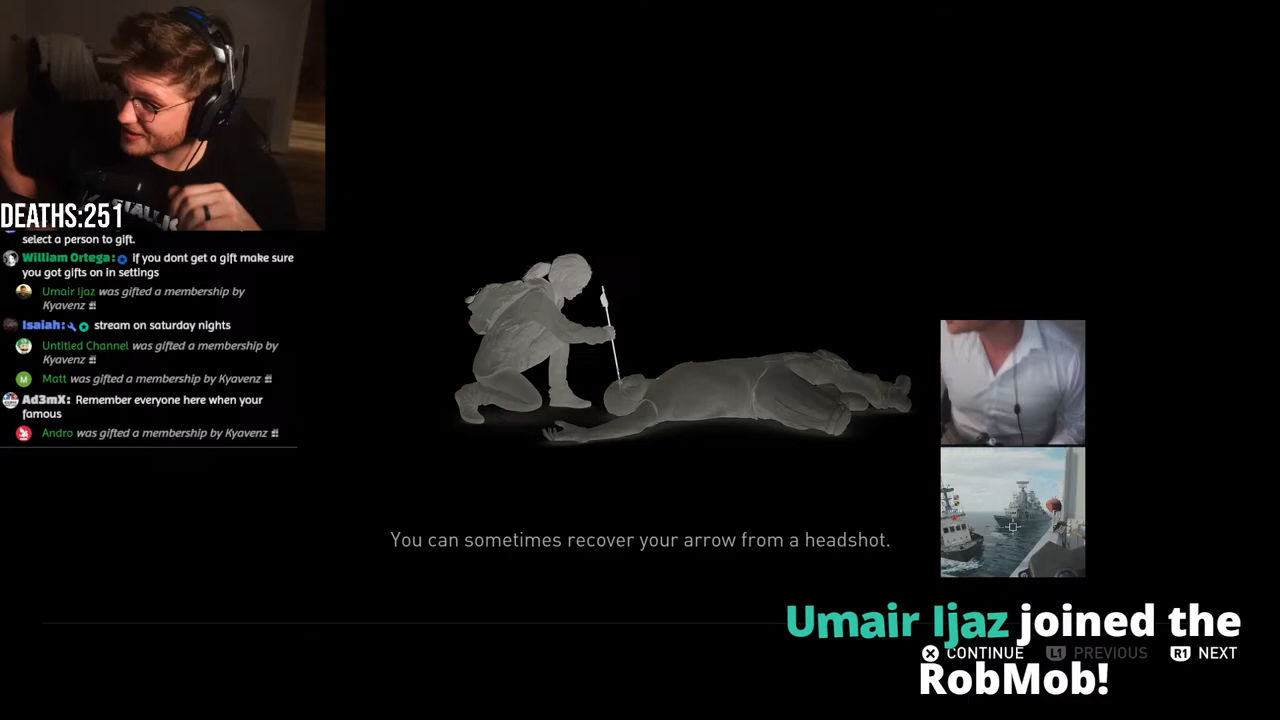 DEATHS:251
select a person to gift.
William Ortega: If you dont get a gift make sure
you got gifts on in settings
Umair Ijaz was gifted a membership by
Kyavenz
Isaiah: stream on saturday nights
Untitled Channel was gifted a membership by
Kyavenz
M Matt was gifted a membership by Kyavenz
Ad3mX: Remember everyone here when your
famous
Andro was gifted a membership by Kyavenz
You can sometimes recover your arrow from a headshot.
Umair Ijaz joined the
RobMob!
CONTINUE L1 PREVIOUS R1 NEXT